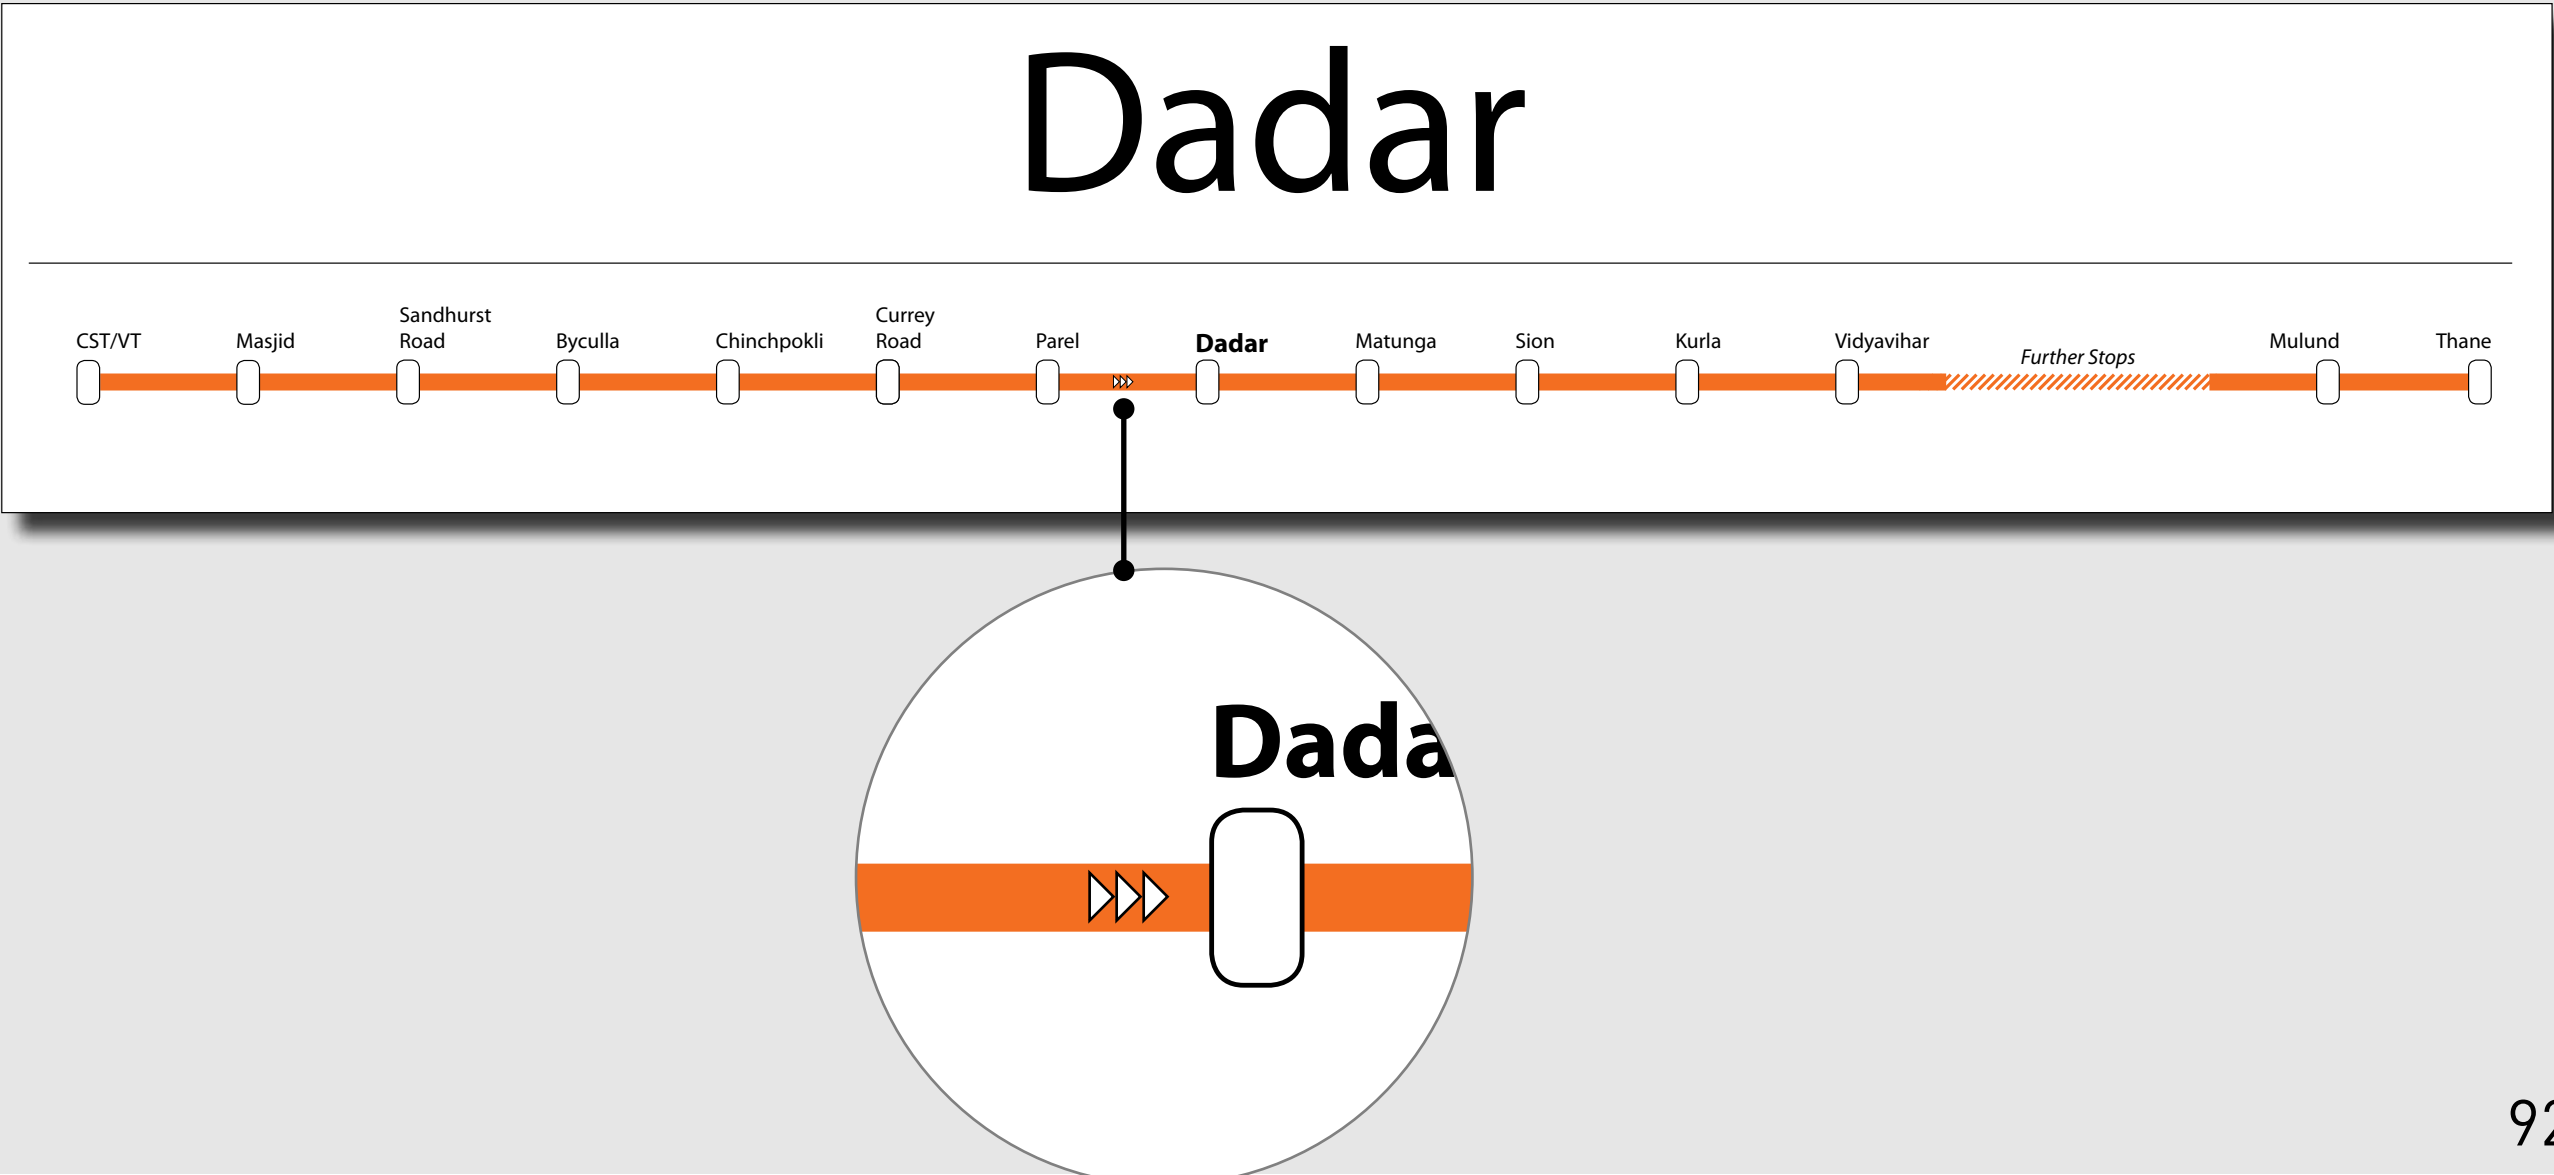 Dadar
CST/VT
Masjid
Sandhurst
Road
Byculla
Chinchpokli
Currey
Road
Parel
Dadar
Matunga
Sion
Kurla
Vidyavihar
Further Stops
Mulund
Thane
Dada
92